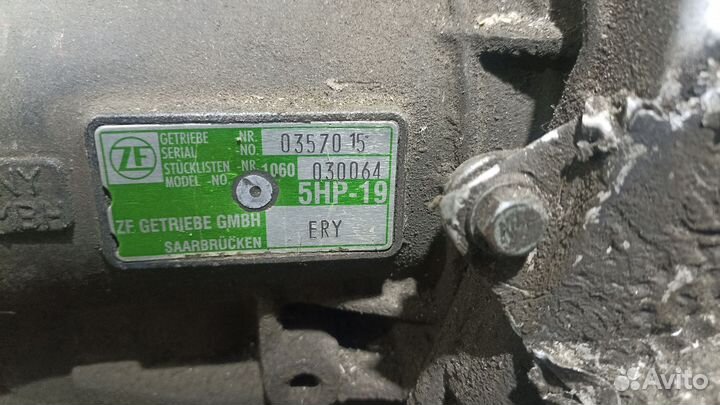 ZF
GETRIEBE NR. 03570 15
SERIAL NO.
STÜCKLISTEN - NR. 1060 030064
MODEL - NO
5HP-19
ZF GETRIEBE GMBH ERY
SAARBRÜCKEN
NY
Avito